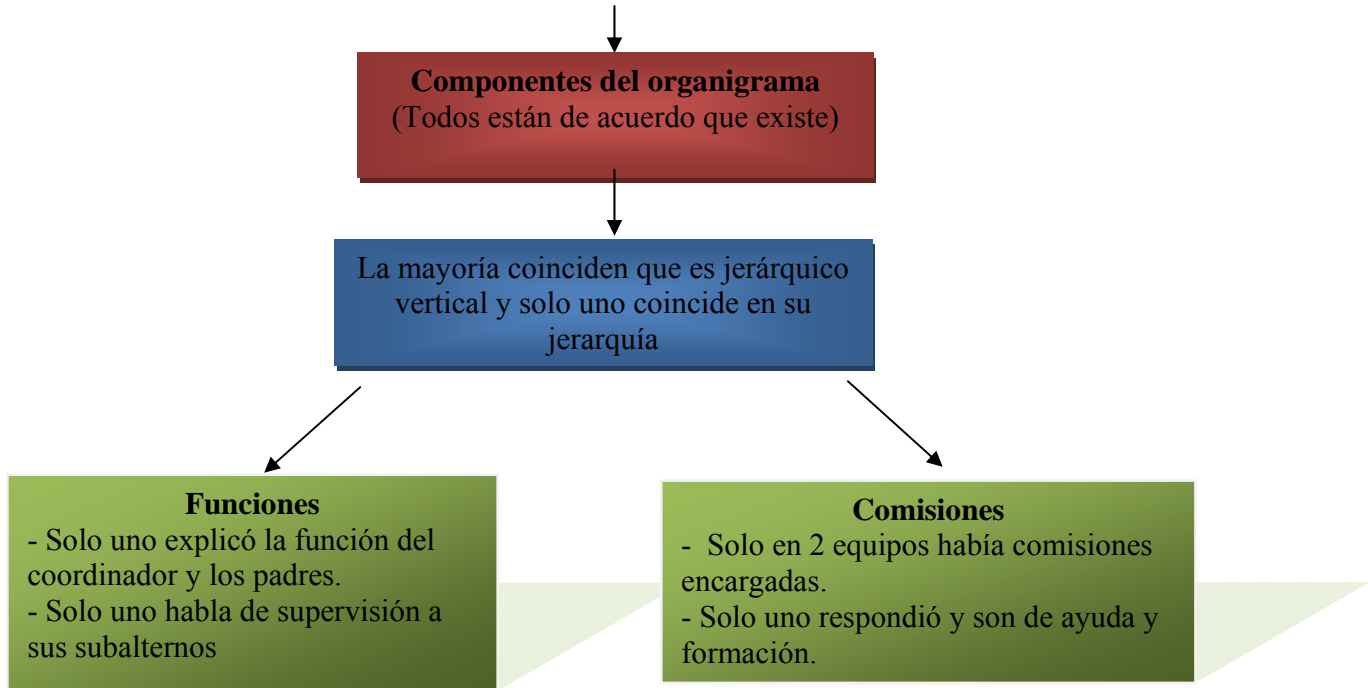 Componentes del organigrama
(Todos están de acuerdo que existe)
La mayoría coinciden que es jerárquico
vertical y solo uno coincide en su
jerarquía
Funciones
- Solo uno explicó la función del
coordinador y los padres.
- Solo uno habla de supervisión a
sus subalternos
Comisiones
- Solo en 2 equipos había comisiones
encargadas.
- Solo uno respondió y son de ayuda y
formación.